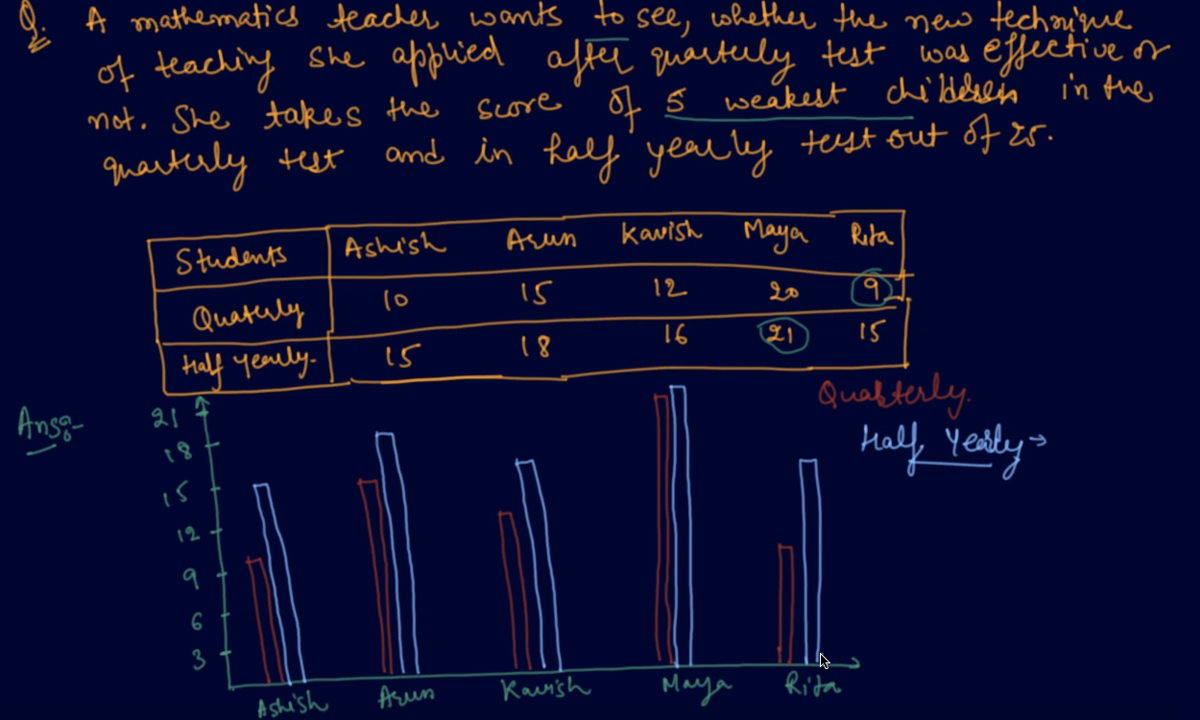 Q. A mathematics teacher wants to see, whether the new technique
of teaching she applied after quarterly test was effective or
not. She takes the score of 5 weakest children in the
quarterly test and in half yearly test out of 25.
Students Ashish Arun Kavish Maya Rita
Quaterly 10 15 12 20 9
Half Yearly- 15 18 16 21 15
Ans:-
Quarterly.
Half Yearly →
21
18
15
12
9
6
3
Ashish Arun Kavish Maya Rita